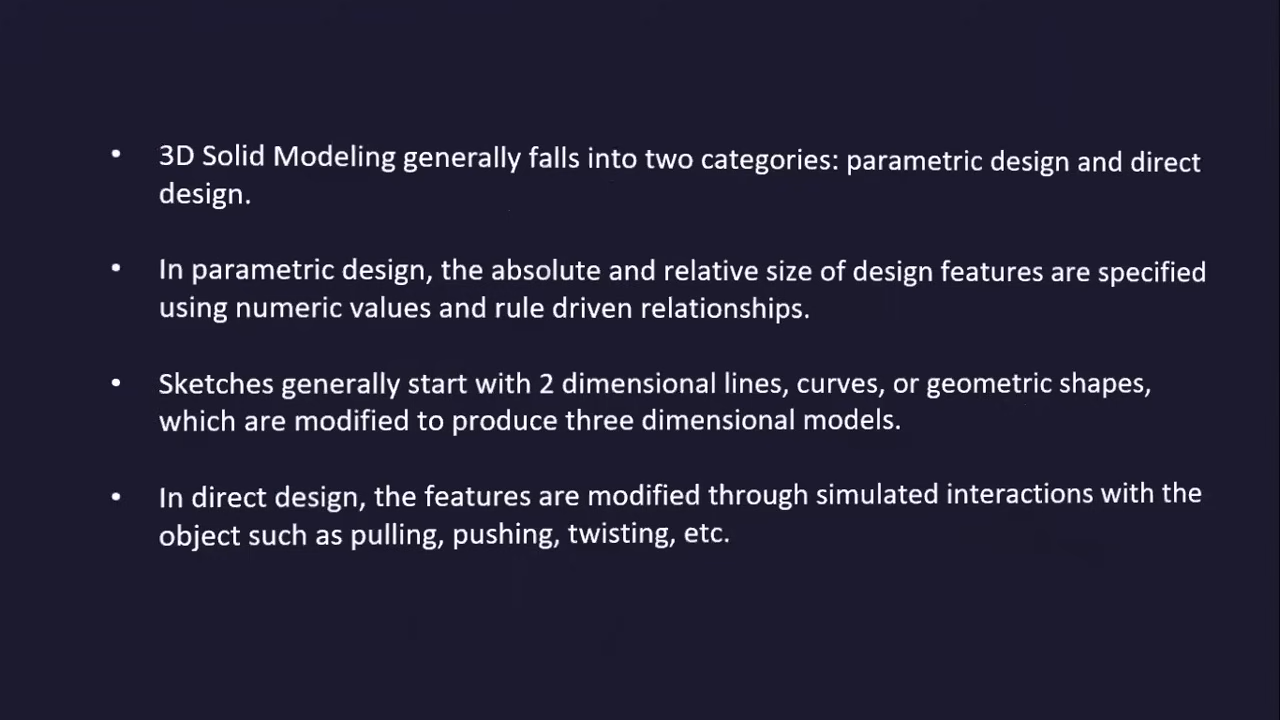 • 3D Solid Modeling generally falls into two categories: parametric design and direct
design.
• In parametric design, the absolute and relative size of design features are specified
using numeric values and rule driven relationships.
• Sketches generally start with 2 dimensional lines, curves, or geometric shapes,
which are modified to produce three dimensional models.
• In direct design, the features are modified through simulated interactions with the
object such as pulling, pushing, twisting, etc.